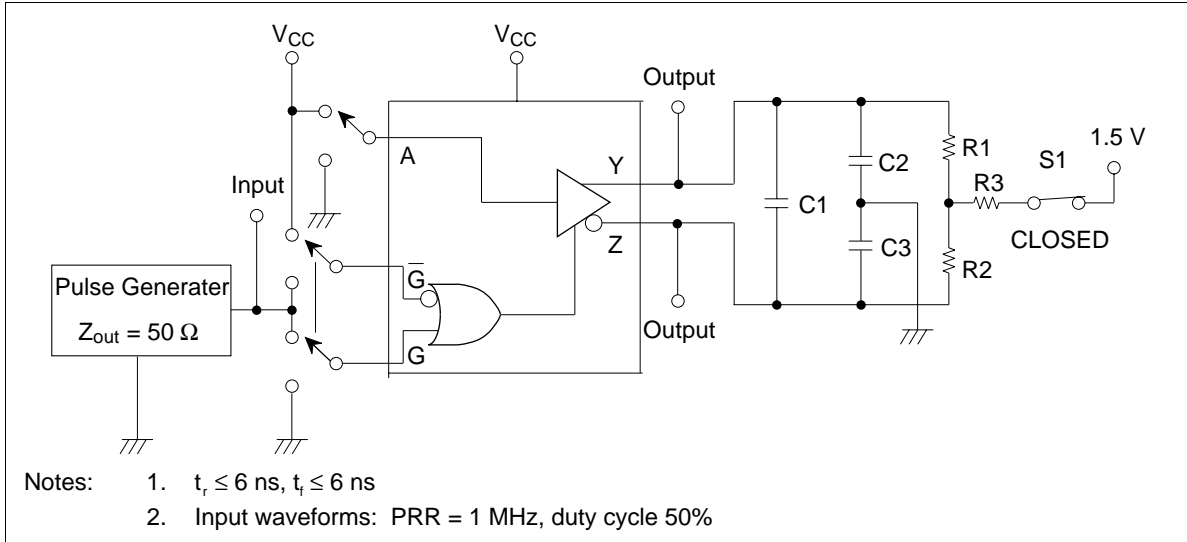 VCC
VCC
Output
1.5 V
S1
R1
Y
A
C2
R3
Input
C1
Z
CLOSED
C3
G̅
R2
Pulse Generater
Zout = 50 Ω
G
Output
Notes: 1. tr ≤ 6 ns, tf ≤ 6 ns
2. Input waveforms: PRR = 1 MHz, duty cycle 50%